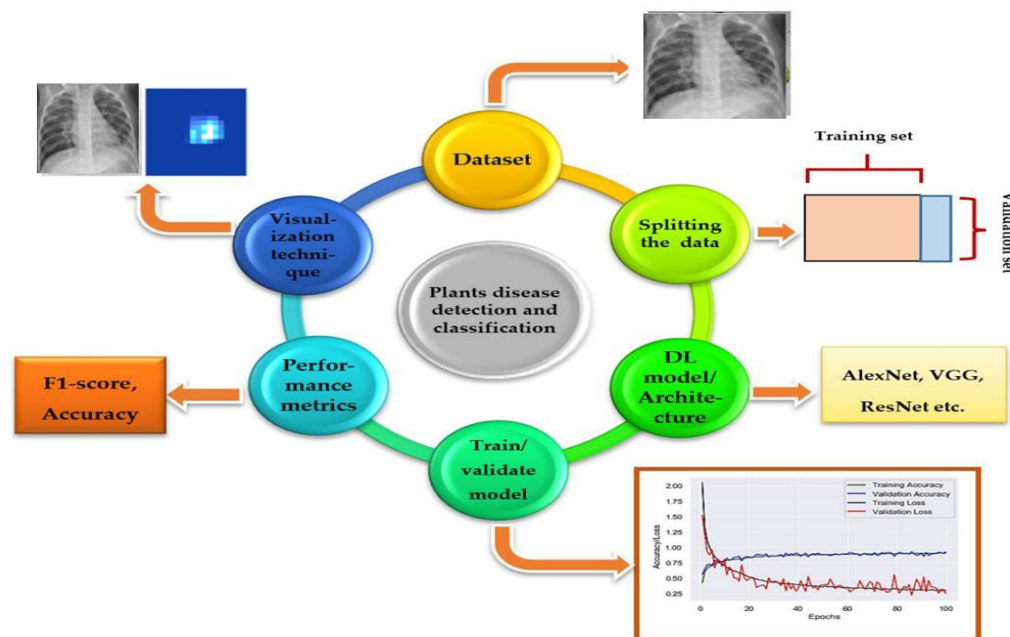 Dataset
Training set
Splitting
the data
Validation set
Visual-
ization
techni-
que
Plants disease
detection and
classification
Perfor-
mance
metrics
F1-score,
Accuracy
DL
model/
Archite-
cture
AlexNet, VGG,
ResNet etc.
Train/
validate
model
Training Accuracy
Validation Accuracy
Training Loss
Validation Loss
Accuracy/Loss
2.00
1.75
1.50
1.25
1.00
0.75
0.50
0.25
0
20
40
60
80
100
Epochs